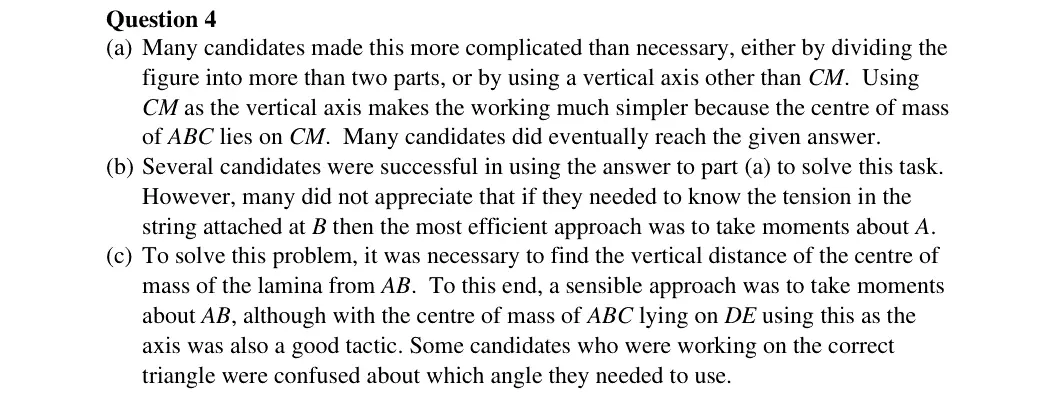 Question 4
(a) Many candidates made this more complicated than necessary, either by dividing the
figure into more than two parts, or by using a vertical axis other than CM. Using
CM as the vertical axis makes the working much simpler because the centre of mass
of ABC lies on CM. Many candidates did eventually reach the given answer.
(b) Several candidates were successful in using the answer to part (a) to solve this task.
However, many did not appreciate that if they needed to know the tension in the
string attached at B then the most efficient approach was to take moments about A.
(c) To solve this problem, it was necessary to find the vertical distance of the centre of
mass of the lamina from AB. To this end, a sensible approach was to take moments
about AB, although with the centre of mass of ABC lying on DE using this as the
axis was also a good tactic. Some candidates who were working on the correct
triangle were confused about which angle they needed to use.